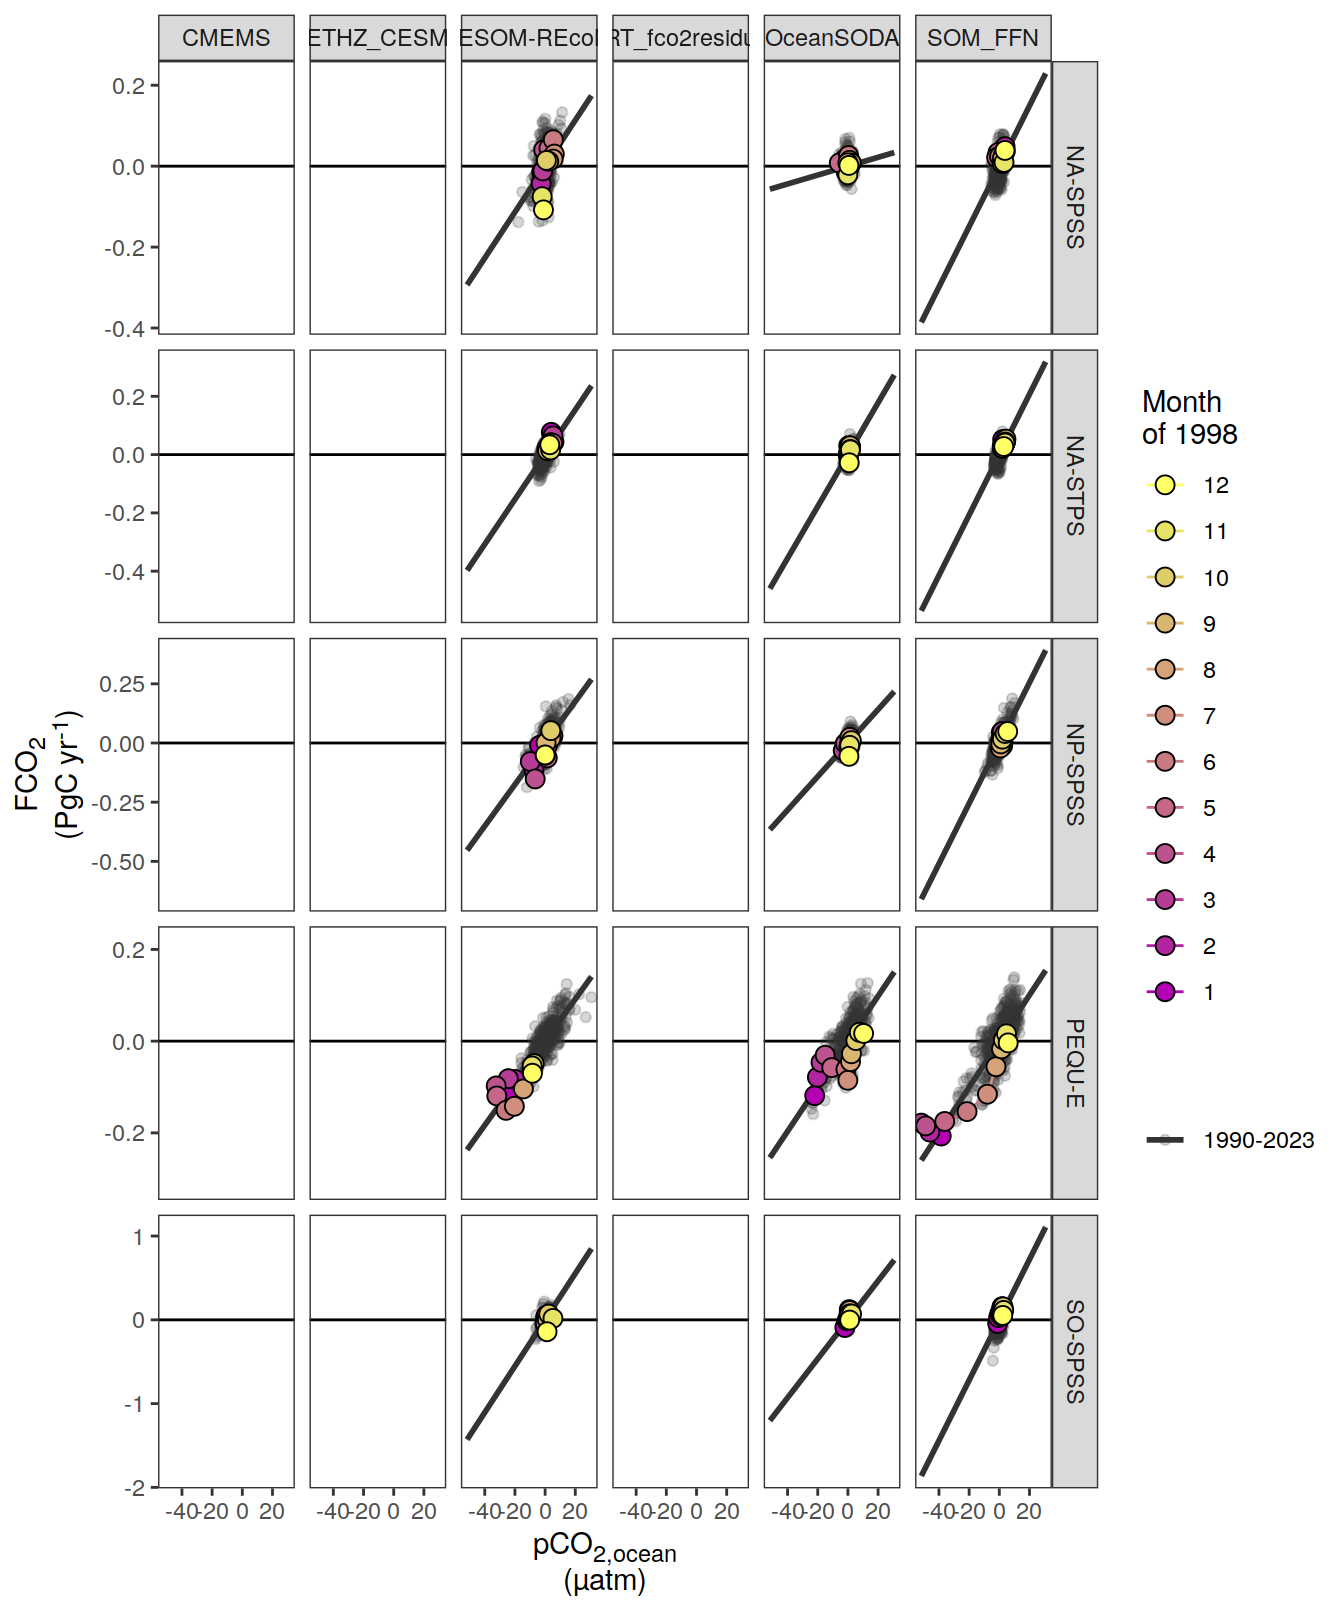 CMEMS ETHZ_CESM ESOM-REcoM RT_fco2residu OceanSODA SOM_FFN
0.2
0.0
-0.2
-0.4
NA-SPSS
0.2
0.0
-0.2
-0.4
NA-STPS
0.25
0.00
-0.25
-0.50
NP-SPSS
0.2
0.0
-0.2
PEQU-E
1
0
-1
-2
SO-SPSS
-40 -20 0 20 -40 -20 0 20 -40 -20 0 20 -40 -20 0 20 -40 -20 0 20 -40 -20 0 20
pCO2,ocean
(µatm)
FCO2
(PgC yr-1)
Month
of 1998
12
11
10
9
8
7
6
5
4
3
2
1
1990-2023